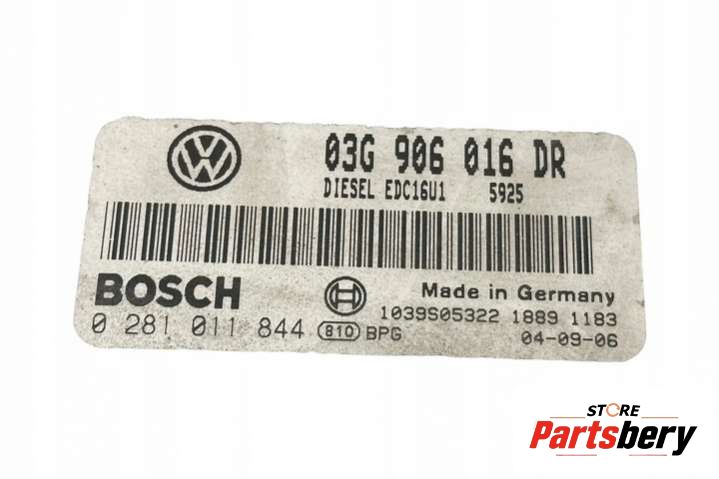 03G 906 016 DR
DIESEL EDC16U1 5925
BOSCH
Made in Germany
0 281 011 844 810 BPG
1039S05322 1889 1183
04-09-06
STORE
Partsbery